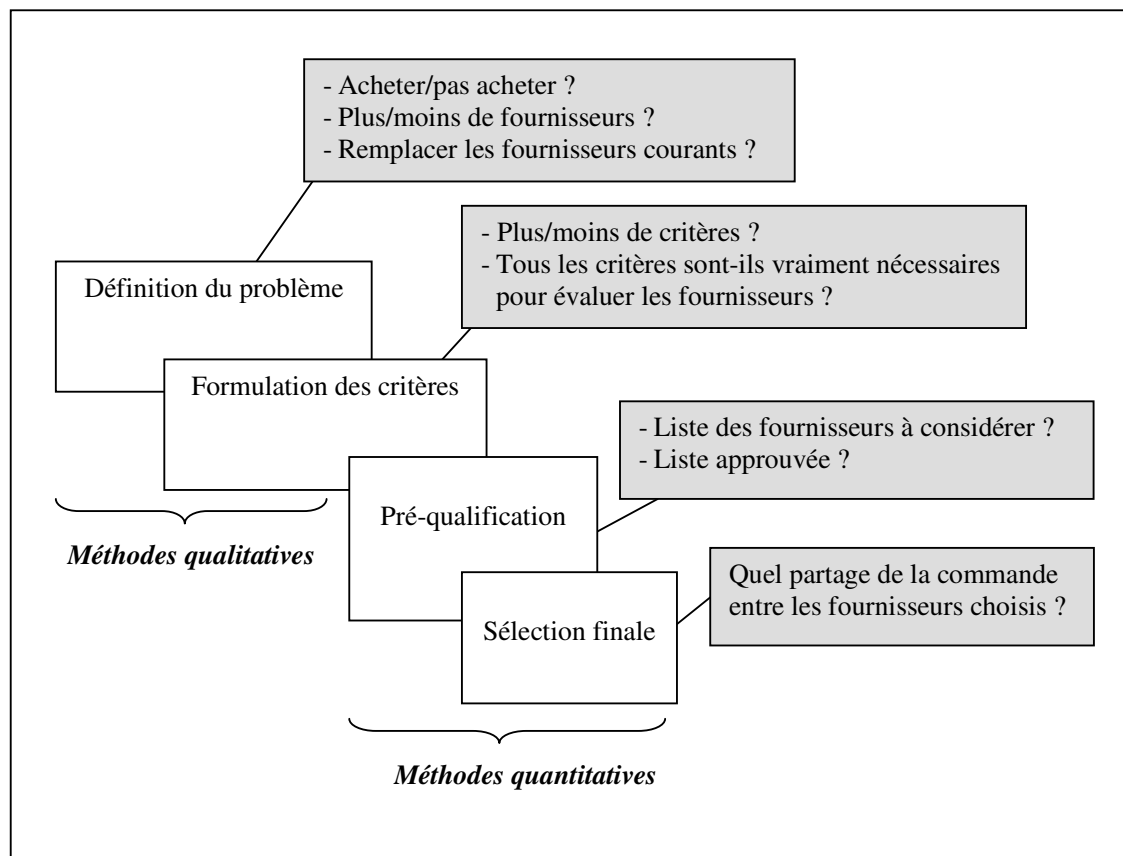 - Acheter/pas acheter ?
- Plus/moins de fournisseurs ?
- Remplacer les fournisseurs courants ?
- Plus/moins de critères ?
- Tous les critères sont-ils vraiment nécessaires
pour évaluer les fournisseurs ?
Définition du problème
Formulation des critères
- Liste des fournisseurs à considérer ?
- Liste approuvée ?
Pré-qualification
Méthodes qualitatives
Quel partage de la commande
entre les fournisseurs choisis ?
Sélection finale
Méthodes quantitatives